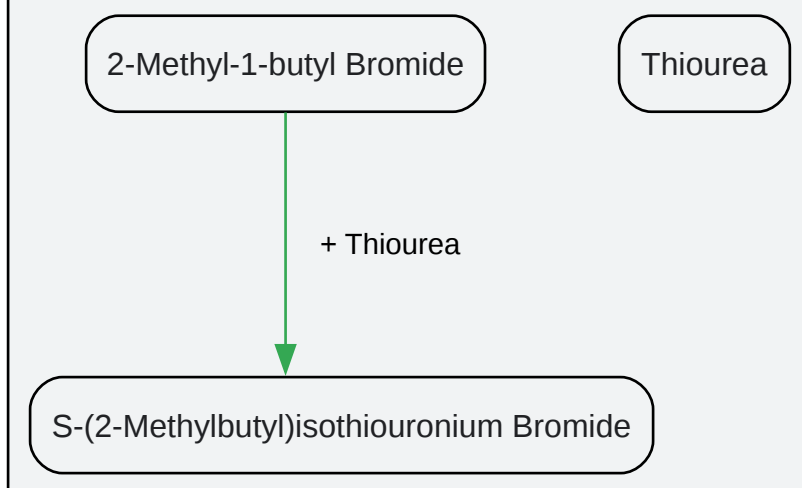 2-Methyl-1-butyl Bromide
Thiourea
+ Thiourea
S-(2-Methylbutyl)isothiouronium Bromide